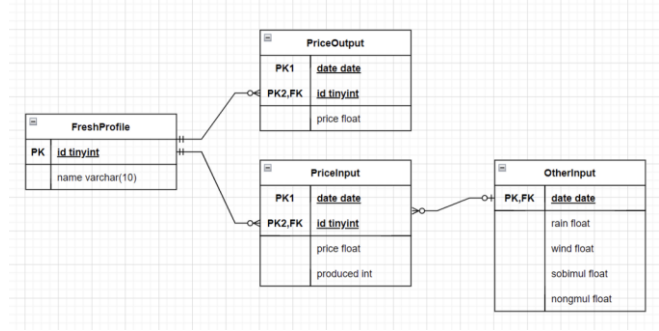 PriceOutput
PK1 date date
PK2,FK id tinyint
price float
FreshProfile
PK id tinyint
name varchar(10)
PriceInput
PK1 date date
PK2,FK id tinyint
price float
produced int
OtherInput
PK,FK date date
rain float
wind float
sobimul float
nongmul float